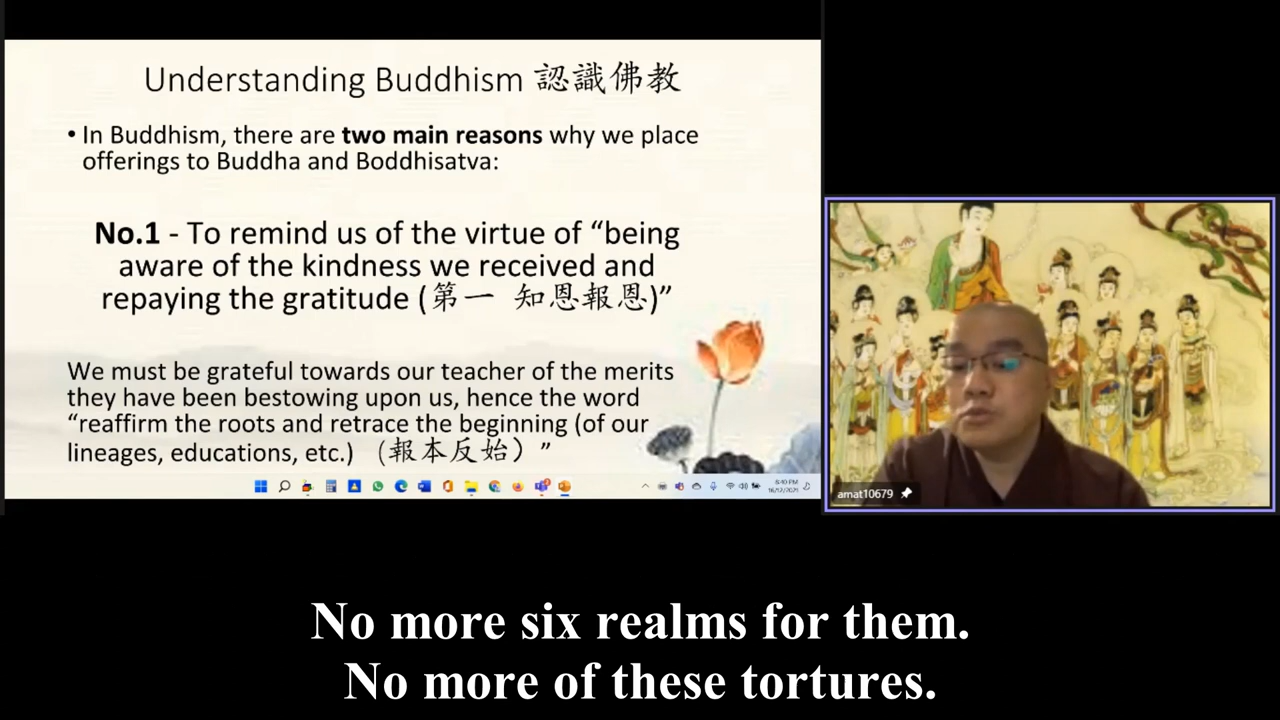 Understanding Buddhism 認識佛教
• In Buddhism, there are two main reasons why we place
offerings to Buddha and Boddhisatva:
No.1 - To remind us of the virtue of “being
aware of the kindness we received and
repaying the gratitude (第一 知恩報恩)”
We must be grateful towards our teacher of the merits
they have been bestowing upon us, hence the word
“reaffirm the roots and retrace the beginning (of our
lineages, educations, etc.) （報本反始）”
amat10679
No more six realms for them.
No more of these tortures.